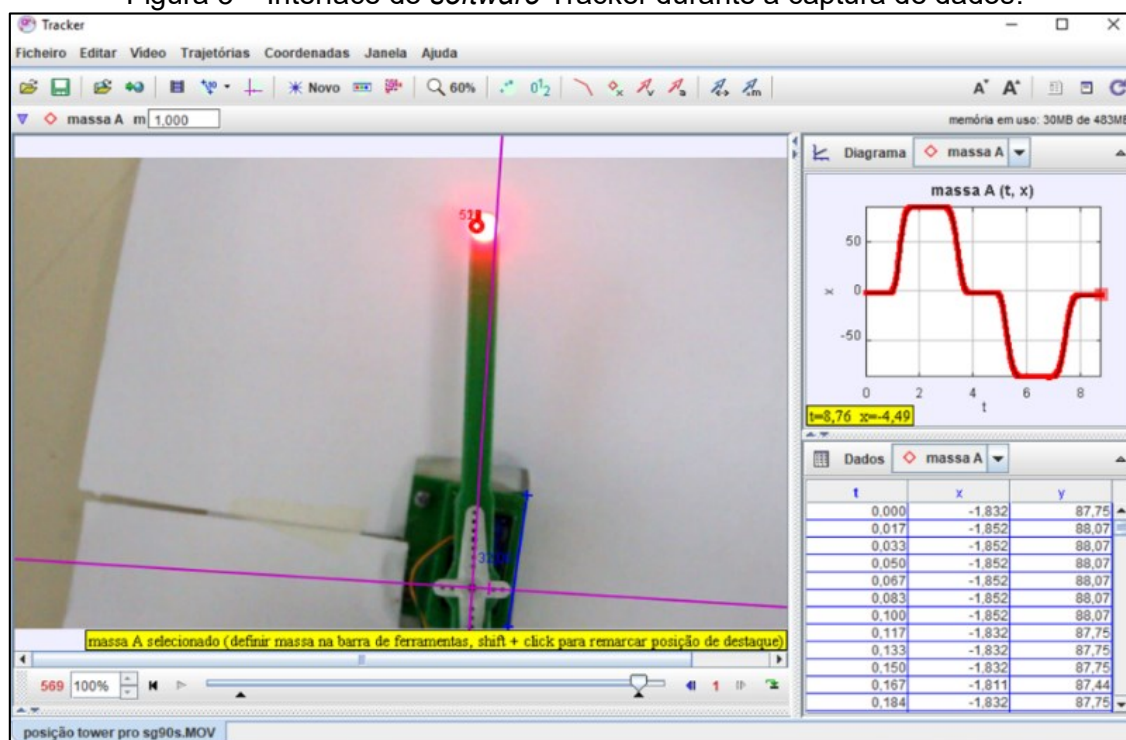 Figura 8 – Interface do software Tracker durante a captura de dados.
Tracker
Ficheiro Editar Video Trajetórias Coordenadas Janela Ajuda
Novo 60%
massa A m 1,000
memória em uso: 30MB de 483MB
Diagrama massa A
massa A (t, x)
50
x 0
-50
0 2 4 6 8
t
t=8,76 x=-4,49
Dados massa A
t x y
0,000 -1,832 87,75
0,017 -1,852 88,07
0,033 -1,852 88,07
0,050 -1,852 88,07
0,067 -1,852 88,07
0,083 -1,852 88,07
0,100 -1,852 88,07
0,117 -1,832 87,75
0,133 -1,832 87,75
0,150 -1,832 87,75
0,167 -1,811 87,44
0,184 -1,832 87,75
massa A selecionado (definir massa na barra de ferramentas, shift + click para remarcar posição de destaque)
569 100% 1
posição tower pro sg90s.MOV